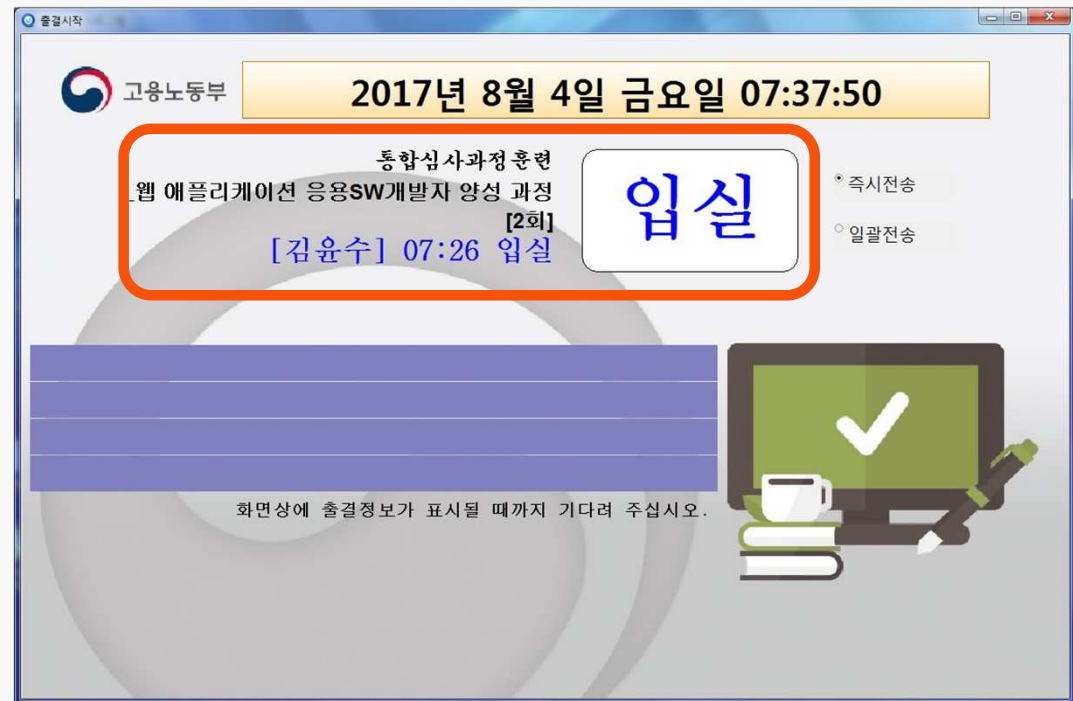 출결시작
고용노동부
2017년 8월 4일 금요일 07:37:50
통합심사과정훈련
_웹 애플리케이션 응용SW개발자 양성 과정
[2회]
[김윤수] 07:26 입실
입실
즉시전송
일괄전송
화면상에 출결정보가 표시될 때까지 기다려 주십시오.